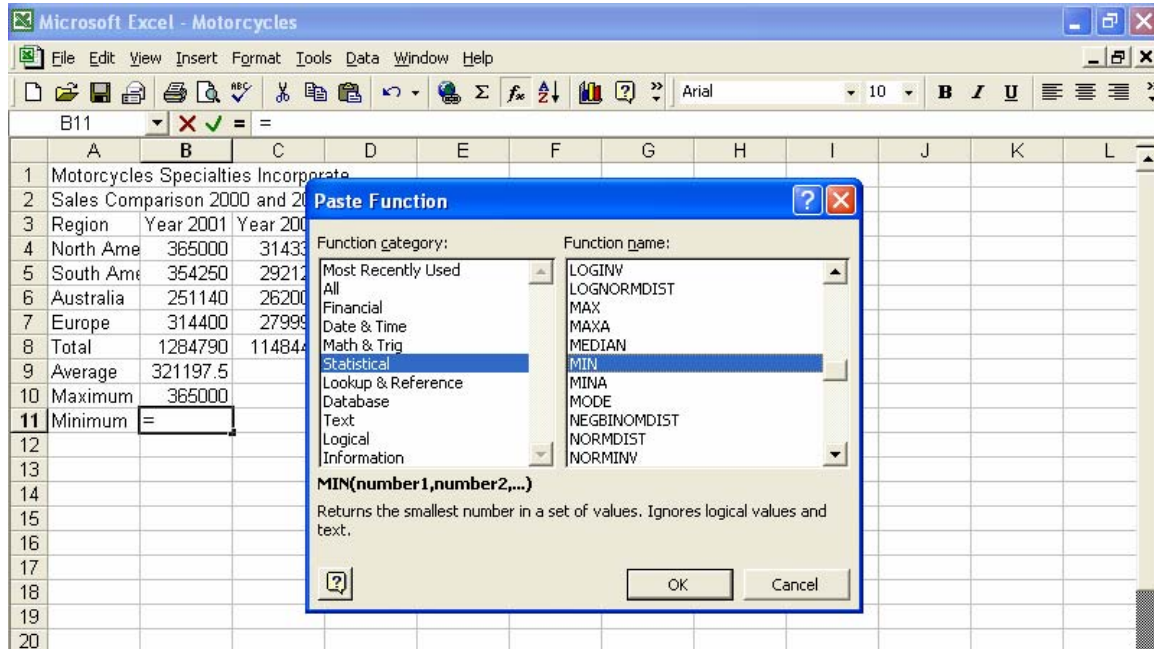 Microsoft Excel - Motorcycles
File Edit View Insert Format Tools Data Window Help
ABC Σ fx Arial 10 B I U
B11 = =
A B C D E F G H I J K L
1 Motorcycles Specialties Incorporate
2 Sales Comparison 2000 and 20
3 Region Year 2001 Year 200
4 North Ame 365000 31433
5 South Ame 354250 29212
6 Australia 251140 26200
7 Europe 314400 27999
8 Total 1284790 114844
9 Average 321197.5
10 Maximum 365000
11 Minimum =
12
13
14
15
16
17
18
19
20
Paste Function
Function category:
Most Recently Used
All
Financial
Date & Time
Math & Trig
Statistical
Lookup & Reference
Database
Text
Logical
Information
Function name:
LOGINV
LOGNORMDIST
MAX
MAXA
MEDIAN
MIN
MINA
MODE
NEGBINOMDIST
NORMDIST
NORMINV
MIN(number1,number2,...)
Returns the smallest number in a set of values. Ignores logical values and
text.
OK Cancel